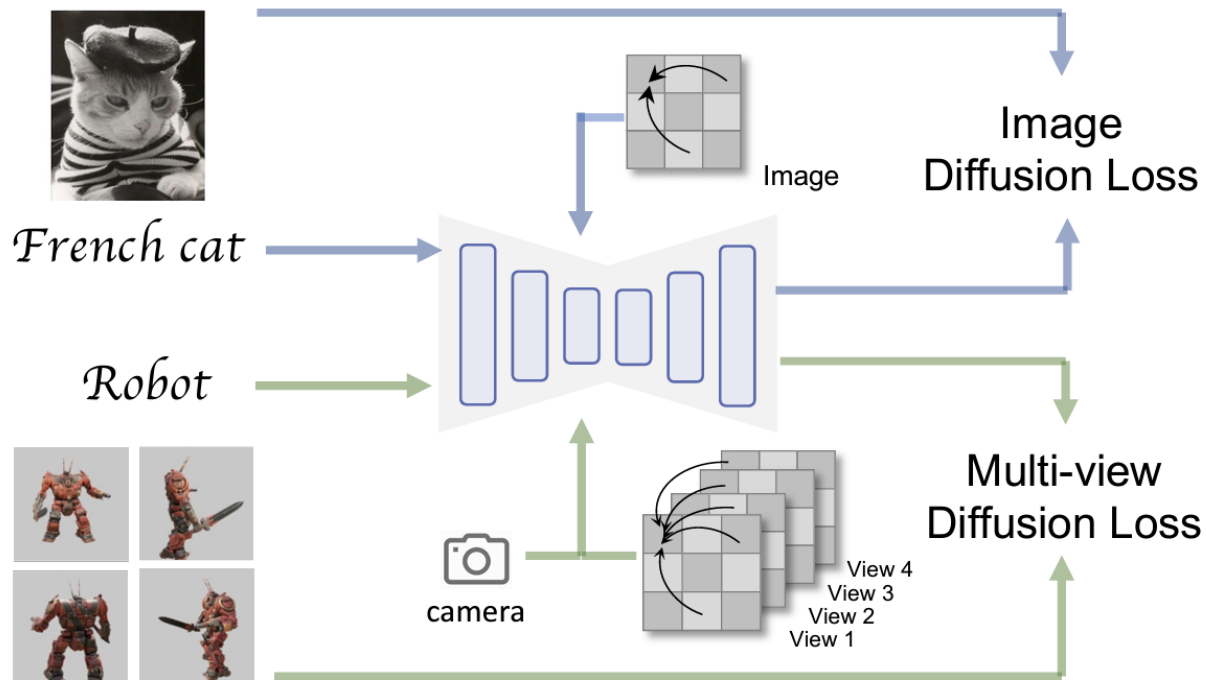 Image
Image
Diffusion Loss
French cat
Robot
Multi-view
Diffusion Loss
camera
View 4
View 3
View 2
View 1